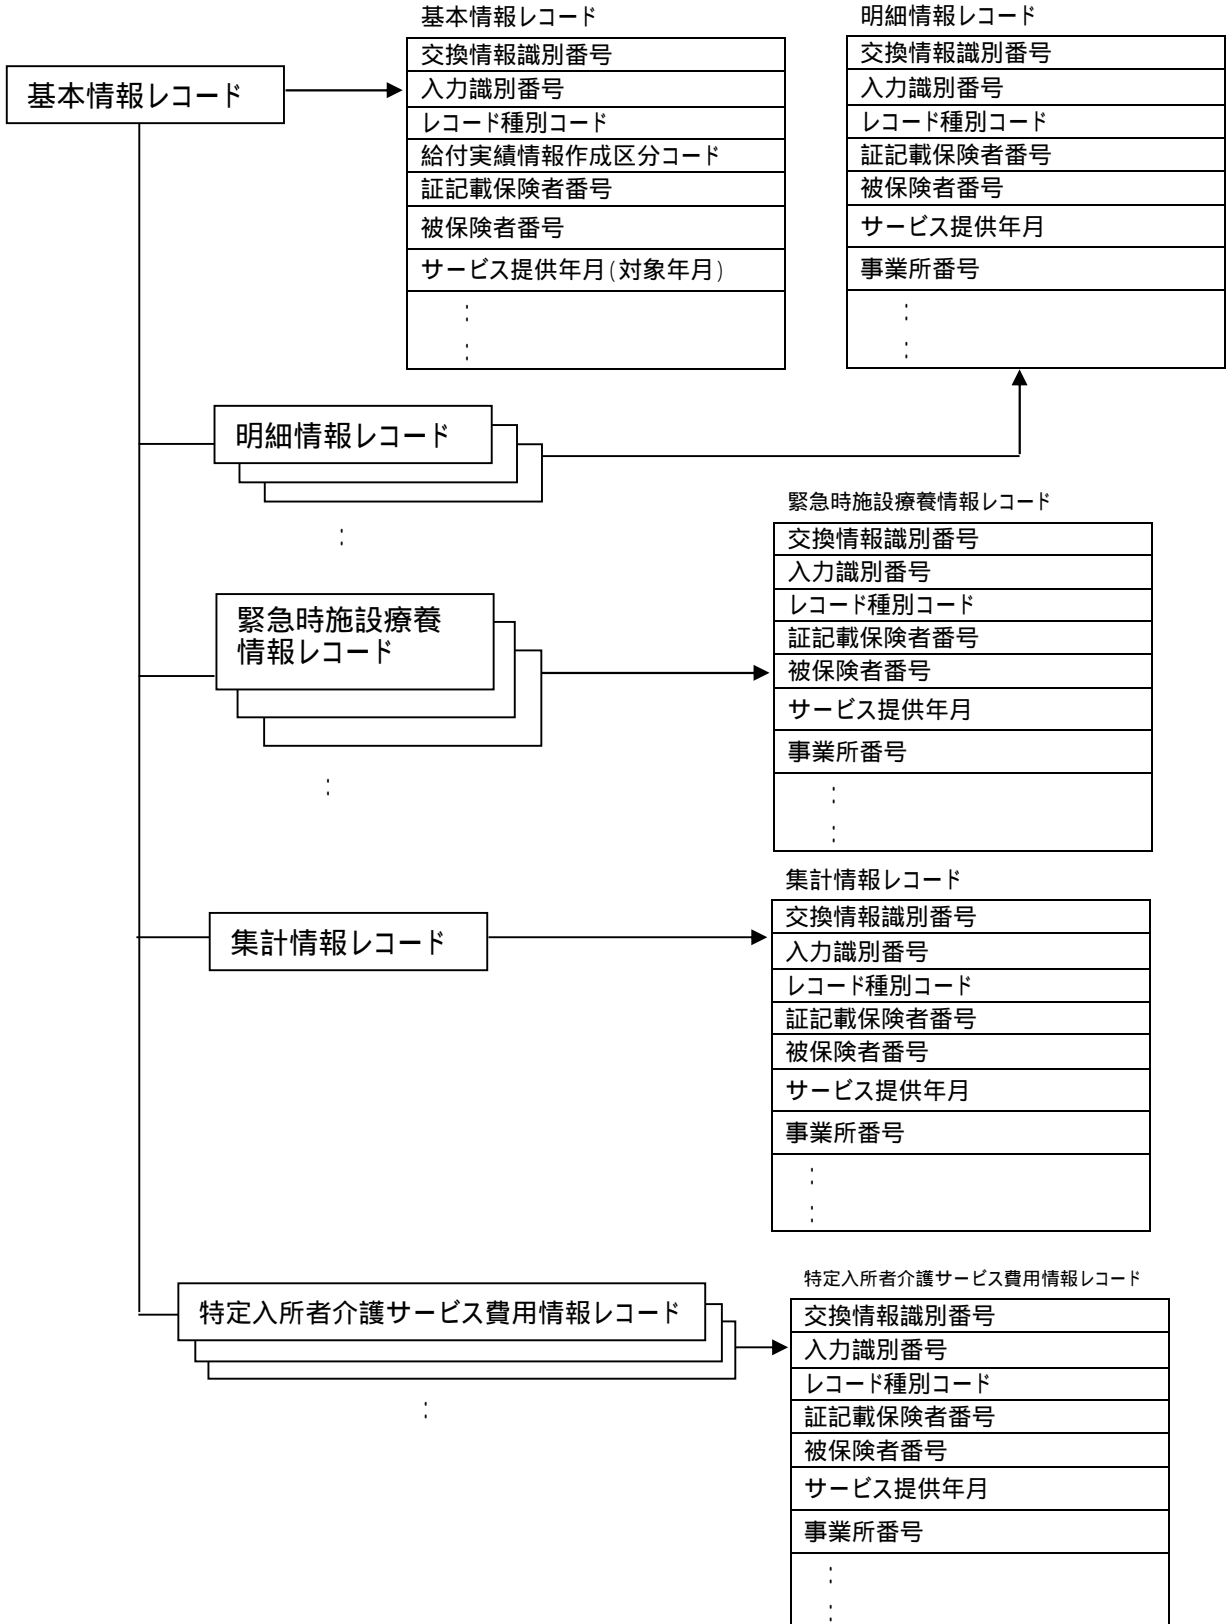 基本情報レコード
基本情報レコード
交換情報識別番号
入力識別番号
レコード種別コード
給付実績情報作成区分コード
証記載保険者番号
被保険者番号
サービス提供年月(対象年月)
:
:
明細情報レコード
交換情報識別番号
入力識別番号
レコード種別コード
証記載保険者番号
被保険者番号
サービス提供年月
事業所番号
:
:
明細情報レコード
:
緊急時施設療養
情報レコード
:
緊急時施設療養情報レコード
交換情報識別番号
入力識別番号
レコード種別コード
証記載保険者番号
被保険者番号
サービス提供年月
事業所番号
:
:
集計情報レコード
集計情報レコード
交換情報識別番号
入力識別番号
レコード種別コード
証記載保険者番号
被保険者番号
サービス提供年月
事業所番号
:
:
特定入所者介護サービス費用情報レコード
:
特定入所者介護サービス費用情報レコード
交換情報識別番号
入力識別番号
レコード種別コード
証記載保険者番号
被保険者番号
サービス提供年月
事業所番号
:
: